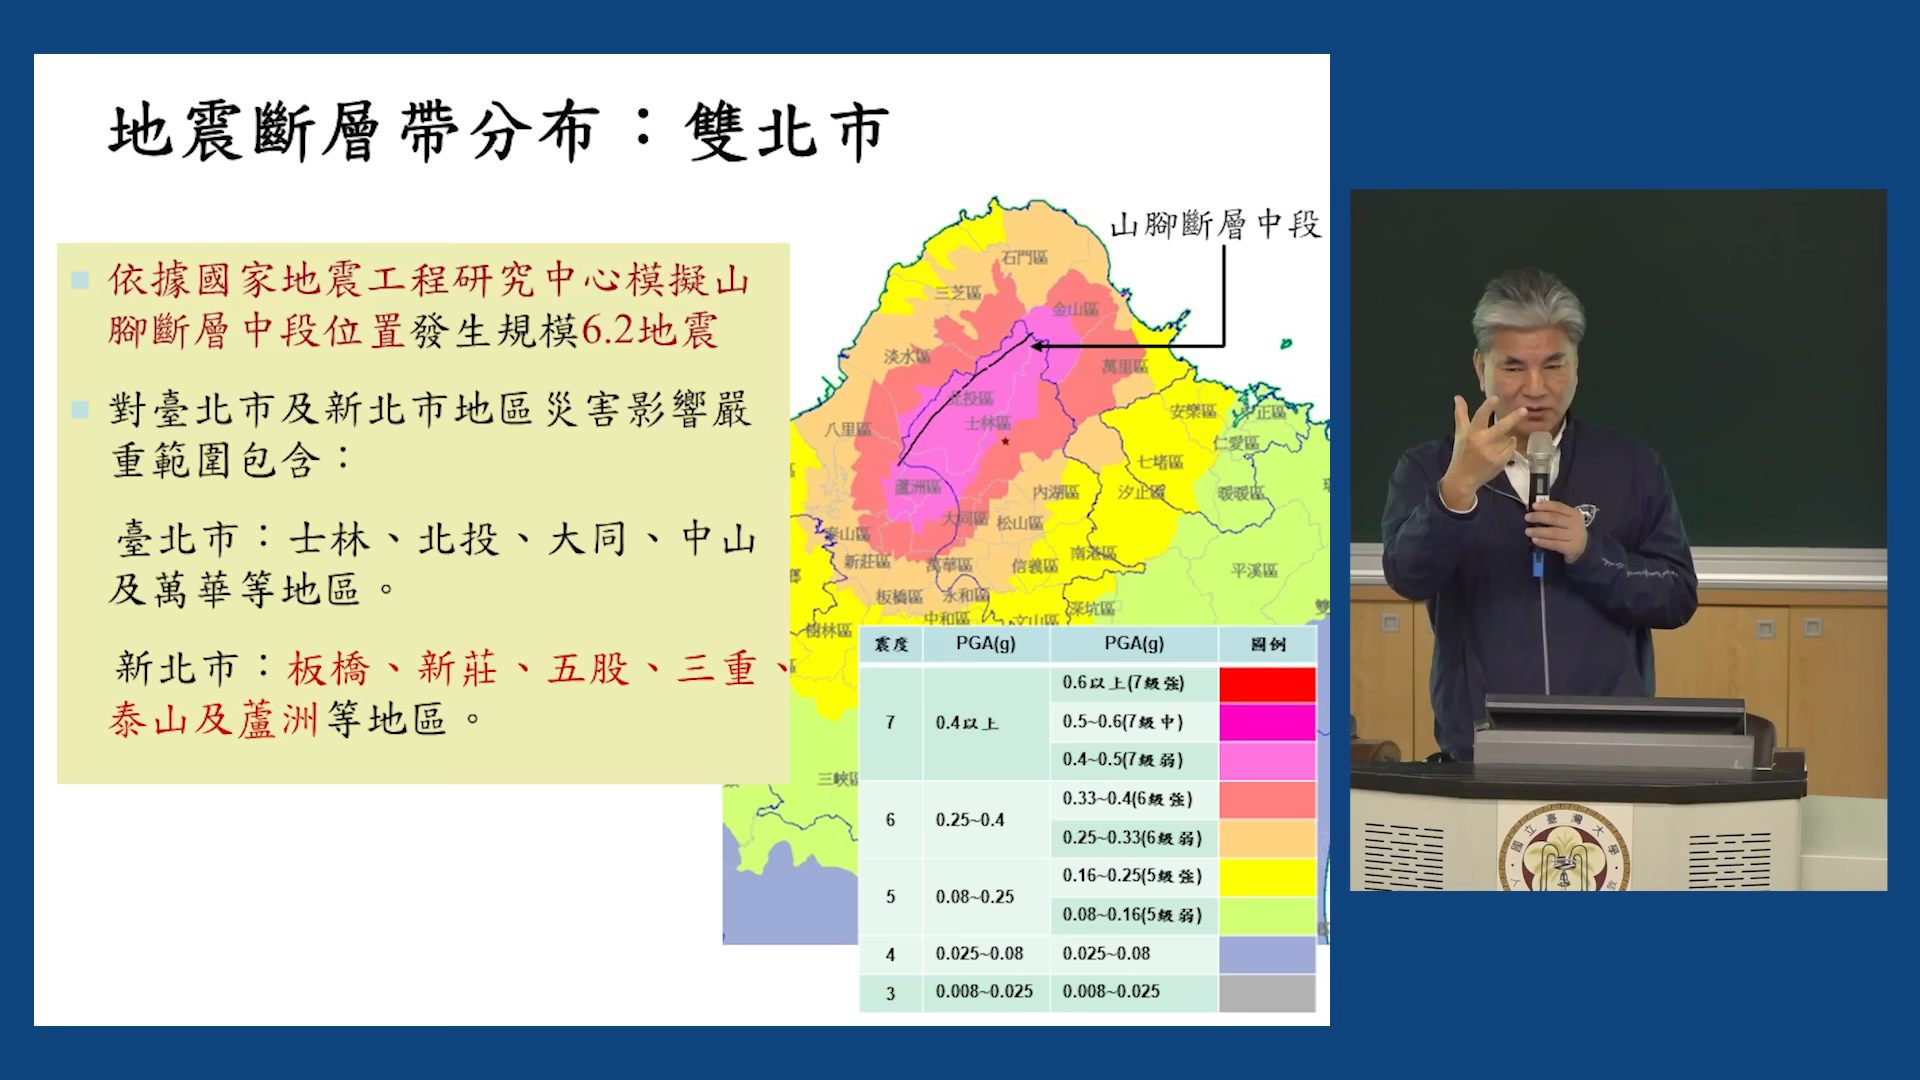 地震斷層帶分布：雙北市
依據國家地震工程研究中心模擬山
腳斷層中段位置發生規模6.2地震
對臺北市及新北市地區災害影響嚴
重範圍包含：
臺北市：士林、北投、大同、中山
及萬華等地區。
新北市：板橋、新莊、五股、三重、
泰山及蘆洲等地區。
山腳斷層中段
石門區
三芝區
金山區
淡水區
萬里區
北投區
安樂區
中正區
士林區
八里區
仁愛區
七堵區
蘆洲區
內湖區
汐止區
暖暖區
大同區
松山區
泰山區
新莊區
萬華區
信義區
南港區
平溪區
板橋區
永和區
深坑區
中和區
文山區
樹林區
三峽區
震度 PGA(g) PGA(g) 圖例
7 0.4以上 0.6以上(7級強)
0.5~0.6(7級中)
0.4~0.5(7級弱)
6 0.25~0.4 0.33~0.4(6級強)
0.25~0.33(6級弱)
5 0.08~0.25 0.16~0.25(5級強)
0.08~0.16(5級弱)
4 0.025~0.08 0.025~0.08
3 0.008~0.025 0.008~0.025
國立臺灣大學